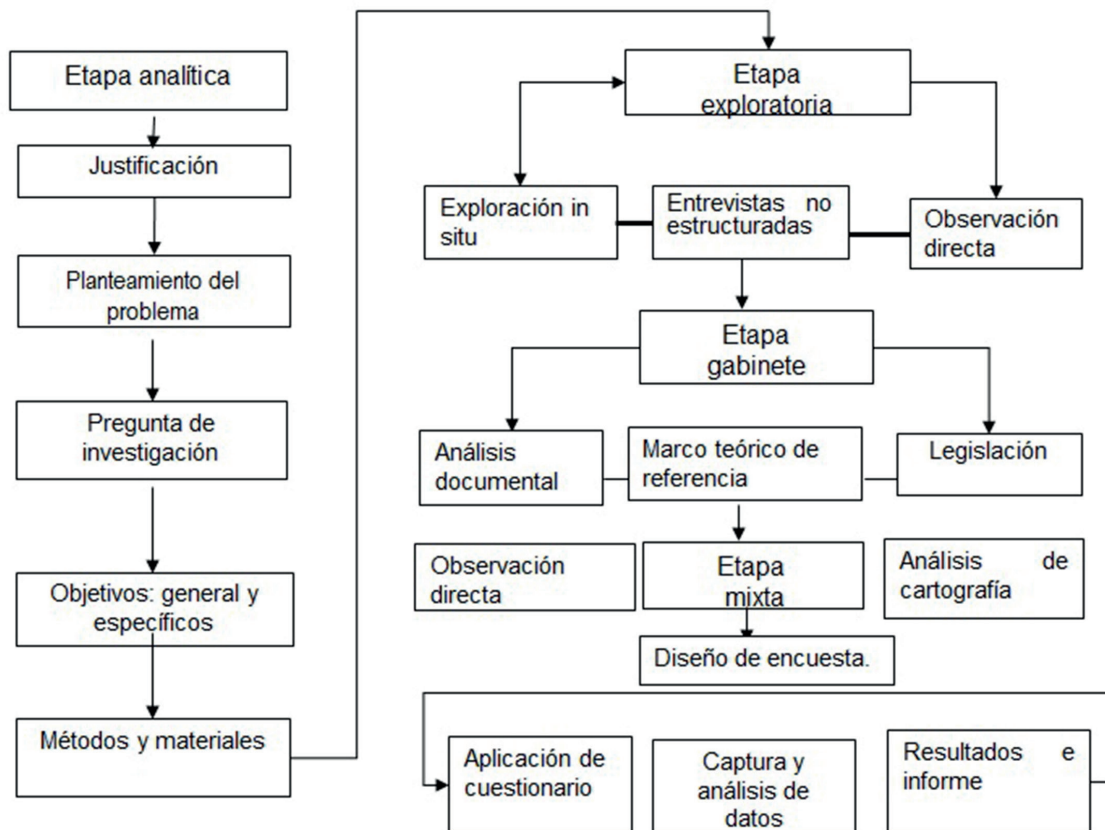 Etapa analítica
Justificación
Planteamiento del
problema
Pregunta de
investigación
Objetivos: general y
específicos
Métodos y materiales
Etapa
exploratoria
Exploración in
situ
Entrevistas no
estructuradas
Observación
directa
Etapa
gabinete
Análisis
documental
Marco teórico de
referencia
Legislación
Observación
directa
Etapa
mixta
Análisis de
cartografía
Diseño de encuesta.
Aplicación de
cuestionario
Captura y
análisis de
datos
Resultados e
informe